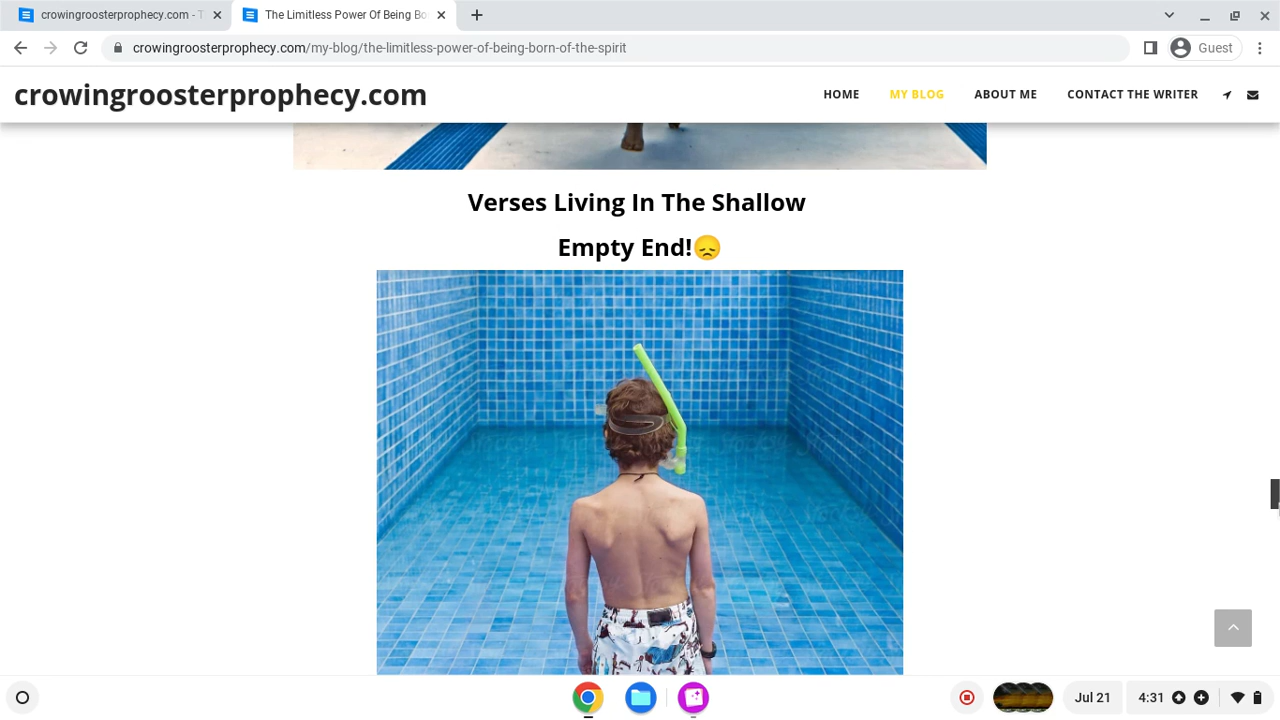 crowingroosterprophecy.com - T
The Limitless Power Of Being Bo
crowingroosterprophecy.com/my-blog/the-limitless-power-of-being-born-of-the-spirit
Guest
crowingroosterprophecy.com
HOME
MY BLOG
ABOUT ME
CONTACT THE WRITER
Verses Living In The Shallow
Empty End!😞
Jul 21
4:31